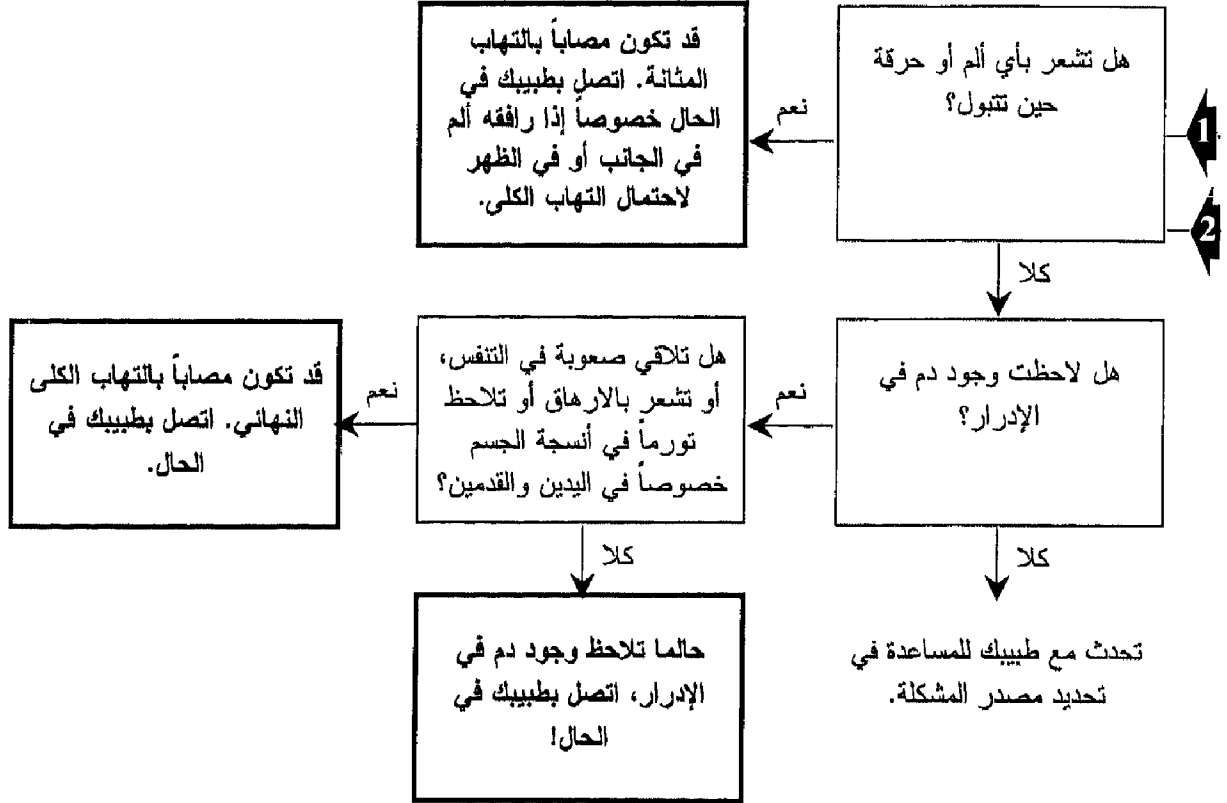 هل تشعر بأي ألم أو حرقة
حين تتبول؟
1
2
نعم
قد تكون مصاباً بالتهاب
المثانة. اتصل بطبيبك في
الحال خصوصاً إذا رافقه ألم
في الجانب أو في الظهر
لاحتمال التهاب الكلى.
كلا
هل لاحظت وجود دم في
الإدرار؟
نعم
هل تلاقي صعوبة في التنفس،
أو تشعر بالارهاق أو تلاحظ
تورماً في أنسجة الجسم
خصوصاً في اليدين والقدمين؟
نعم
قد تكون مصاباً بالتهاب الكلى
النهائي. اتصل بطبيبك في
الحال.
كلا
تحدث مع طبيبك للمساعدة في
تحديد مصدر المشكلة.
كلا
حالما تلاحظ وجود دم في
الإدرار، اتصل بطبيبك في
الحال!